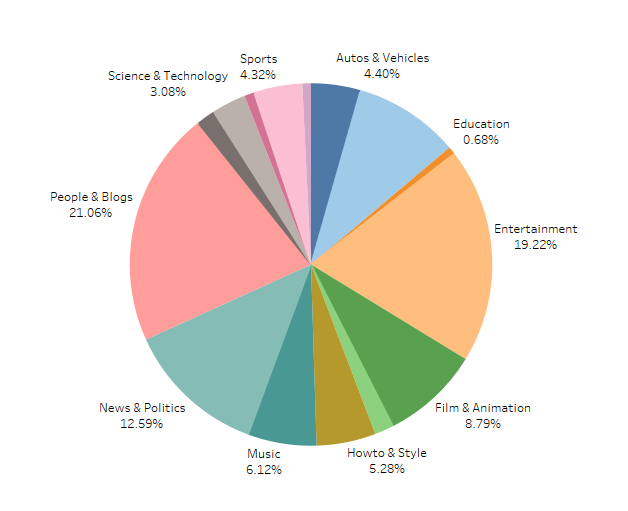 Sports
4.32%
Autos & Vehicles
4.40%
Science & Technology
3.08%
Education
0.68%
People & Blogs
21.06%
Entertainment
19.22%
News & Politics
12.59%
Film & Animation
8.79%
Music
6.12%
Howto & Style
5.28%